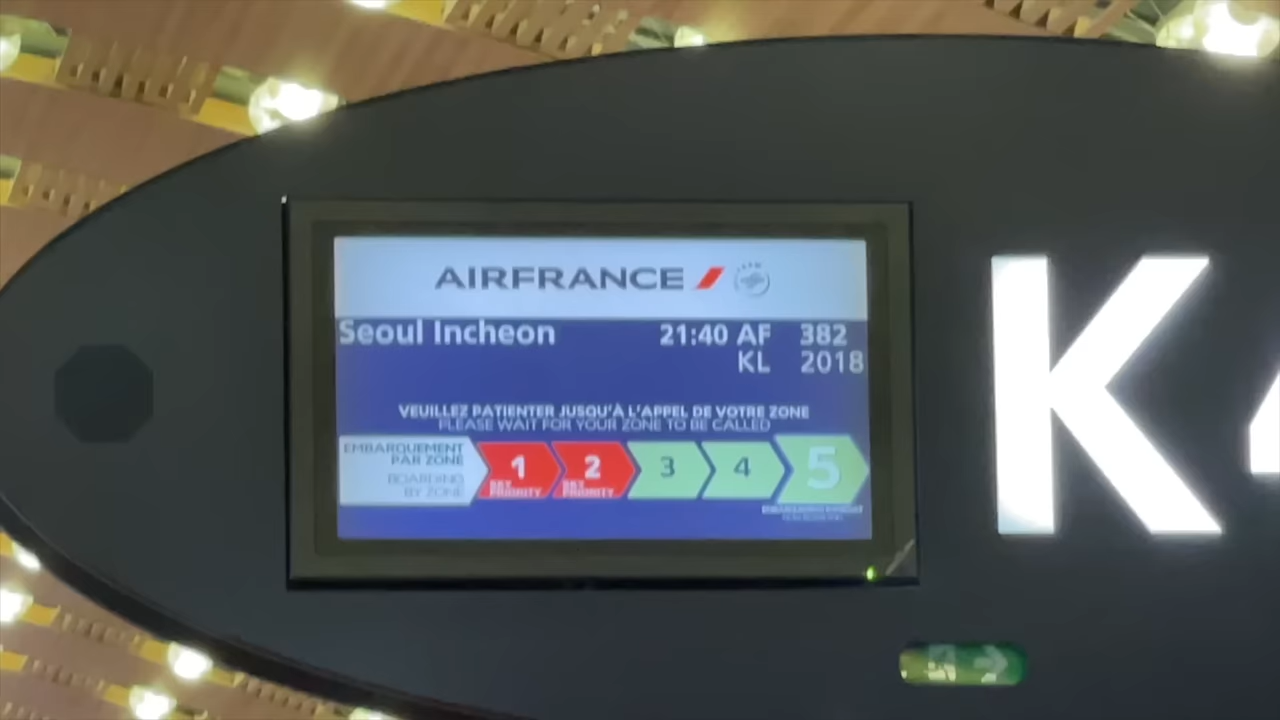 AIRFRANCE
Seoul Incheon 21:40 AF 382
KL 2018
VEUILLEZ PATIENTER JUSQU'À L'APPEL DE VOTRE ZONE
PLEASE WAIT FOR YOUR ZONE TO BE CALLED
EMBARQUEMENT
PAR ZONE
BOARDING
BY ZONE
1 2 3 4 5
SKY SKY
PRIORITY PRIORITY
K